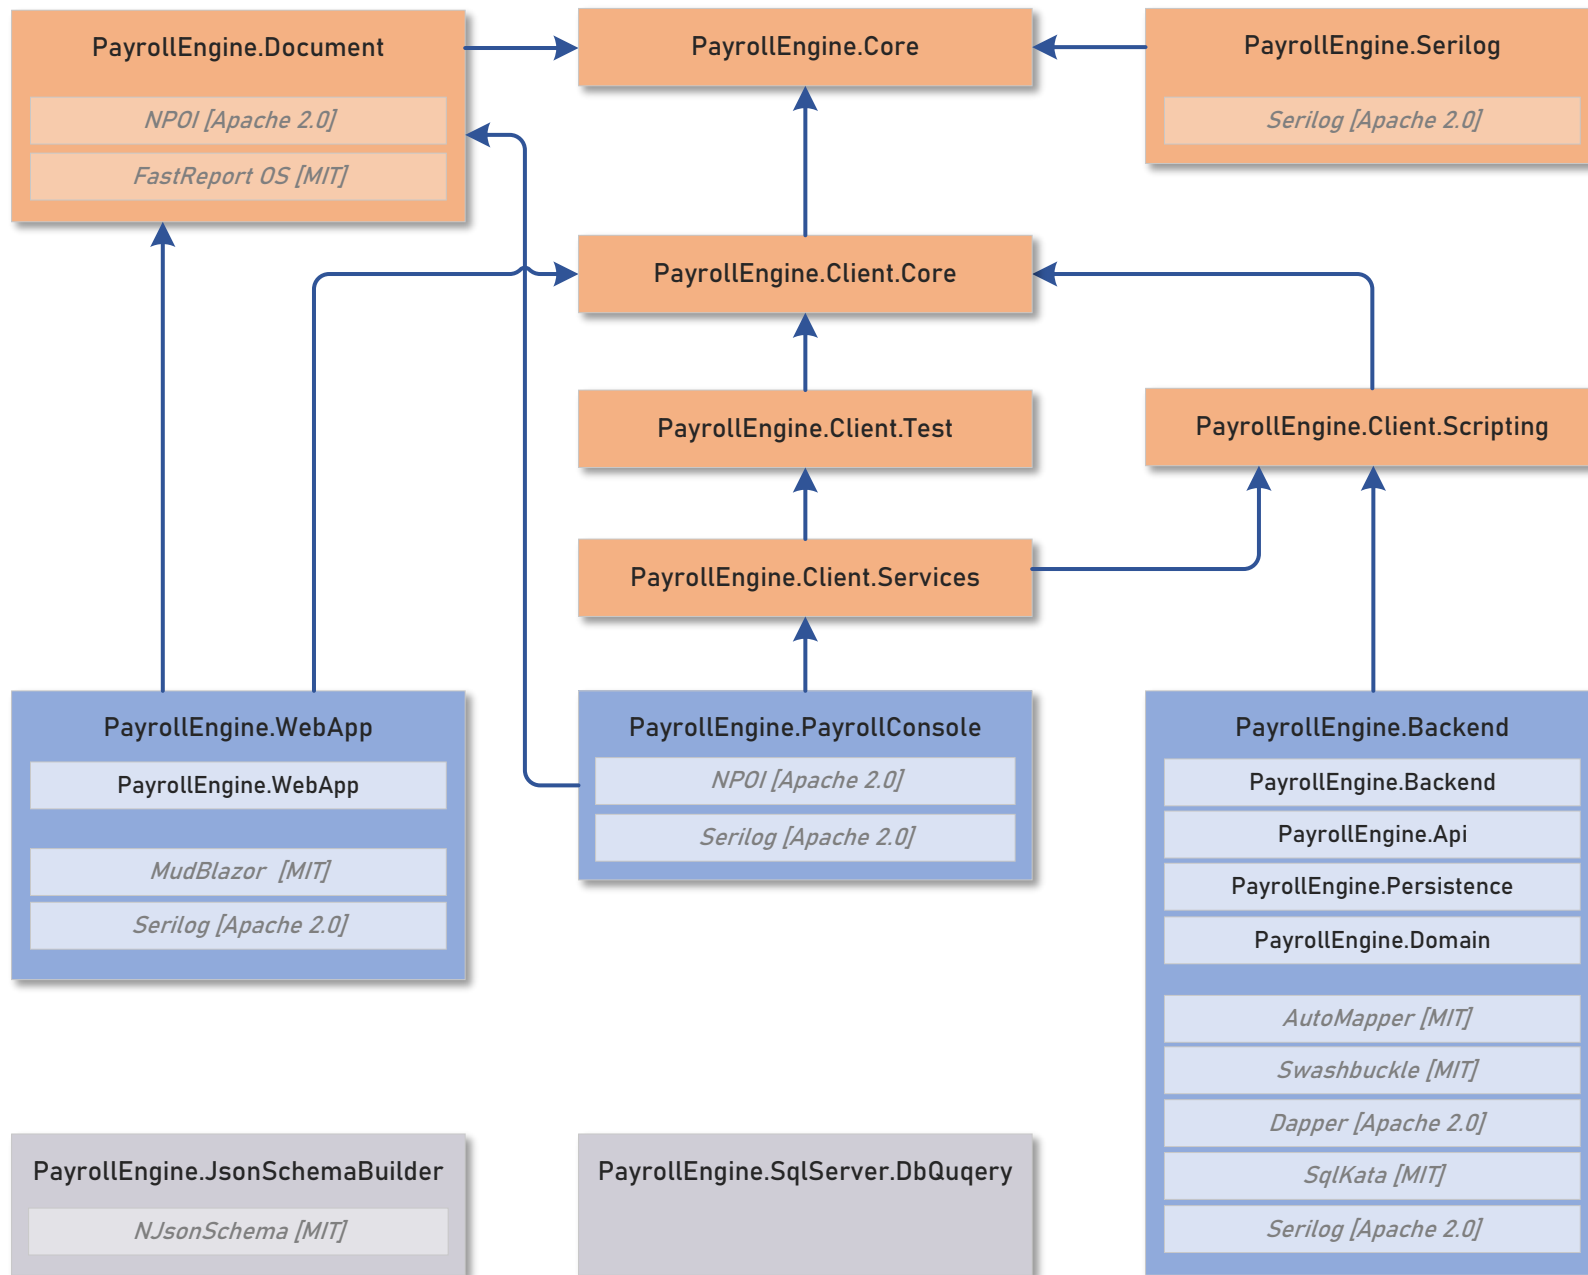 PayrollEngine.Document
NPOI [Apache 2.0]
FastReport OS [MIT]
PayrollEngine.Core
PayrollEngine.Serilog
Serilog [Apache 2.0]
PayrollEngine.Client.Core
PayrollEngine.Client.Test
PayrollEngine.Client.Scripting
PayrollEngine.Client.Services
PayrollEngine.WebApp
PayrollEngine.WebApp
MudBlazor [MIT]
Serilog [Apache 2.0]
PayrollEngine.PayrollConsole
NPOI [Apache 2.0]
Serilog [Apache 2.0]
PayrollEngine.Backend
PayrollEngine.Backend
PayrollEngine.Api
PayrollEngine.Persistence
PayrollEngine.Domain
AutoMapper [MIT]
Swashbuckle [MIT]
Dapper [Apache 2.0]
SqlKata [MIT]
Serilog [Apache 2.0]
PayrollEngine.JsonSchemaBuilder
NJsonSchema [MIT]
PayrollEngine.SqlServer.DbQuqery